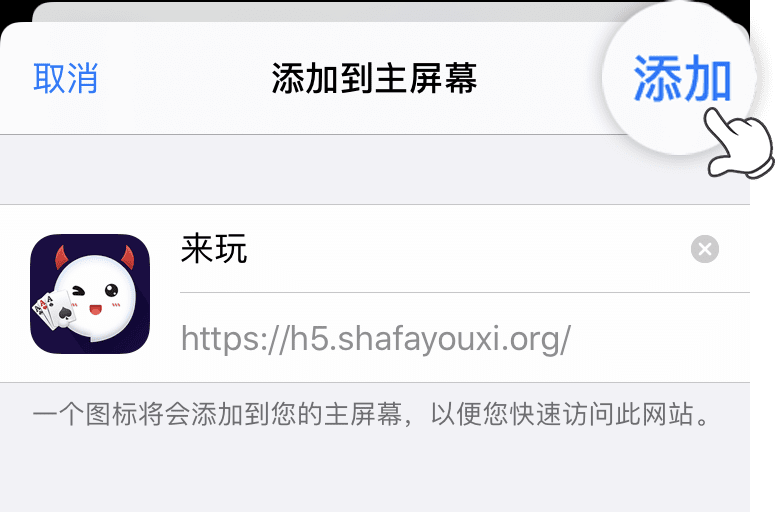 取消
添加到主屏幕
添加
来玩
https://h5.shafayouxi.org/
一个图标将会添加到您的主屏幕，以便您快速访问此网站。